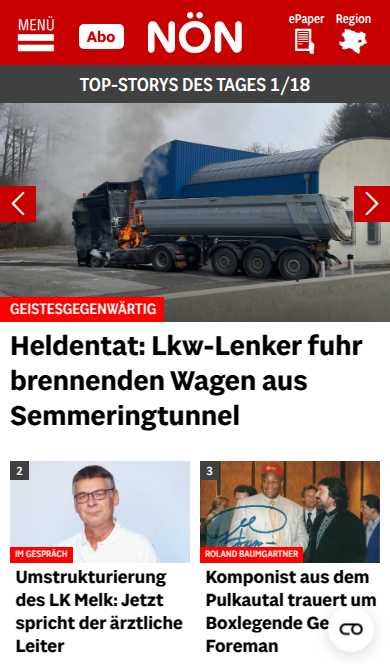 MENÜ
Abo
NÖN
ePaper
Region
TOP-STORYS DES TAGES 1/18
GEISTESGEGENWÄRTIG
Heldentat: Lkw-Lenker fuhr
brennenden Wagen aus
Semmeringtunnel
2
IM GESPRÄCH
Umstrukturierung
des LK Melk: Jetzt
spricht der ärztliche
Leiter
3
ROLAND BAUMGARTNER
Komponist aus dem
Pulkautal trauert um
Boxlegende
Foreman